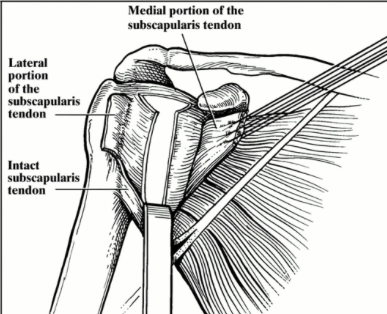 Medial portion of the
subscapularis tendon
Lateral
portion
of the
subscapularis
tendon
Intact
subscapularis
tendon